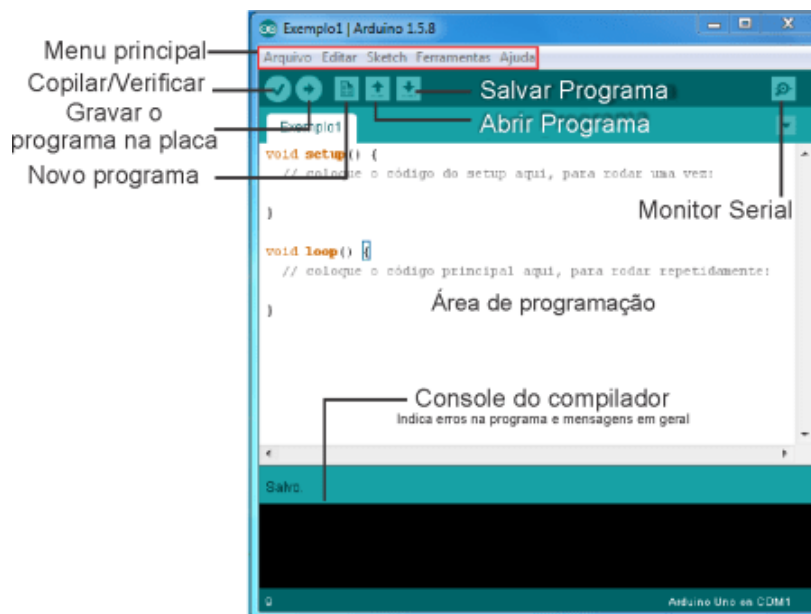 Exemplo1 | Arduino 1.5.8
Menu principal
Arquivo Editar Sketch Ferramentas Ajuda
Copilar/Verificar
Salvar Programa
Gravar o
programa na placa
Abrir Programa
Exemplo1
Novo programa
void setup() {
// coloque o código do setup aqui, para rodar uma vez:
}
Monitor Serial
void loop() {
// coloque o código principal aqui, para rodar repetidamente:
}
Área de programação
Console do compilador
Indica erros na programa e mensagens em geral
Salvo.
9
Arduino Uno on COM1